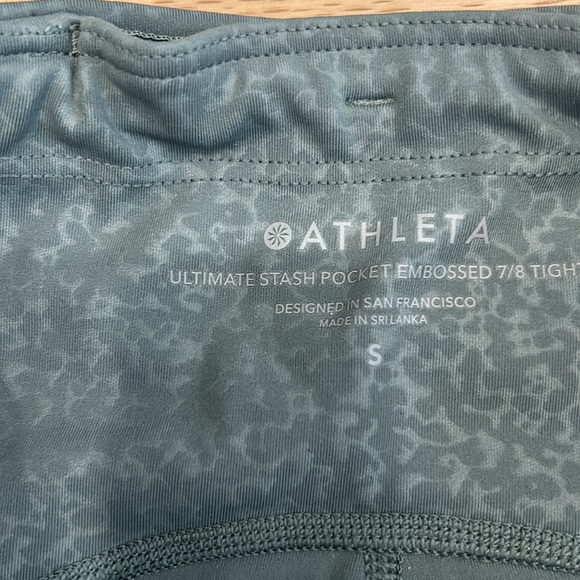 ATHLETA
ULTIMATE STASH POCKET EMBOSSED 7/8 TIGHT
DESIGNED IN SAN FRANCISCO
MADE IN SRI LANKA
S